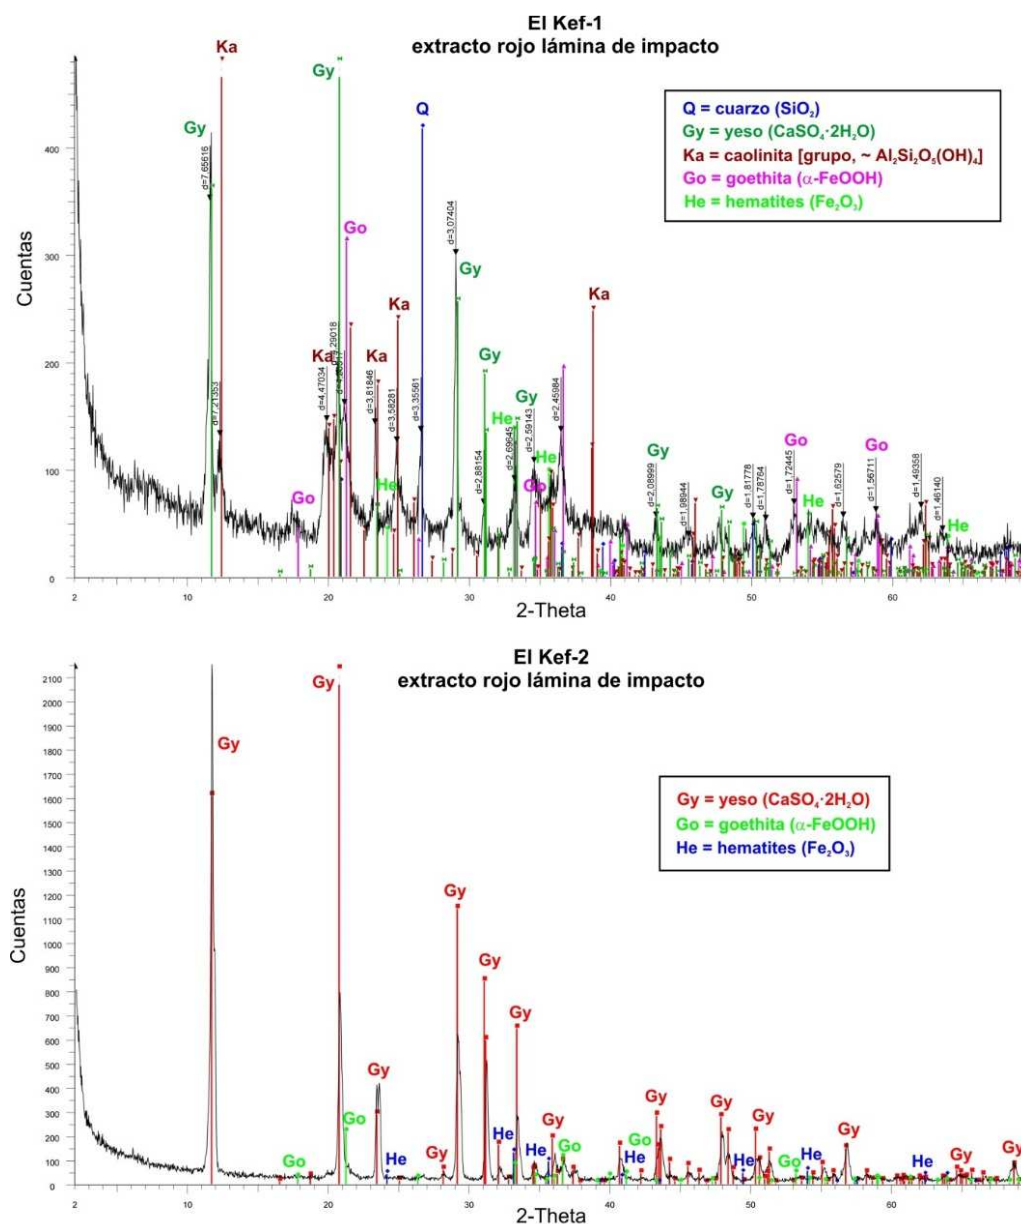 El Kef-1
extracto rojo lámina de impacto
Q = cuarzo (SiO₂)
Gy = yeso (CaSO₄·2H₂O)
Ka = caolinita [grupo, ~ Al₂Si₂O₅(OH)₄]
Go = goethita (α-FeOOH)
He = hematites (Fe₂O₃)
Cuentas
400
300
200
100
0
Ka
Gy
Gy
Q
Go
Ka
Ka
Ka
Gy
Gy
Ka
Go
He
He
Gy
Go
He
Gy
Go
Gy
He
Go
He
d=7,65616
d=7,21353
d=4,47034
d=3,81846
d=3,58281
d=3,35561
d=3,07404
d=2,88154
d=2,69645
d=2,59143
d=2,45984
d=2,08999
d=1,98944
d=1,81778
d=1,78764
d=1,72445
d=1,62579
d=1,56711
d=1,49358
d=1,46140
2 10 20 30 40 50 60
2-Theta
El Kef-2
extracto rojo lámina de impacto
Gy = yeso (CaSO₄·2H₂O)
Go = goethita (α-FeOOH)
He = hematites (Fe₂O₃)
Cuentas
2100
2000
1900
1800
1700
1600
1500
1400
1300
1200
1100
1000
900
800
700
600
500
400
300
200
100
0
Gy
Gy
Gy
Gy
Gy
Gy
Go
Go
He
Gy
He
He
Gy
Go
Go
Gy
Gy
He
Gy
He
Go
He
Gy
He
Gy
Gy
2 10 20 30 40 50 60
2-Theta